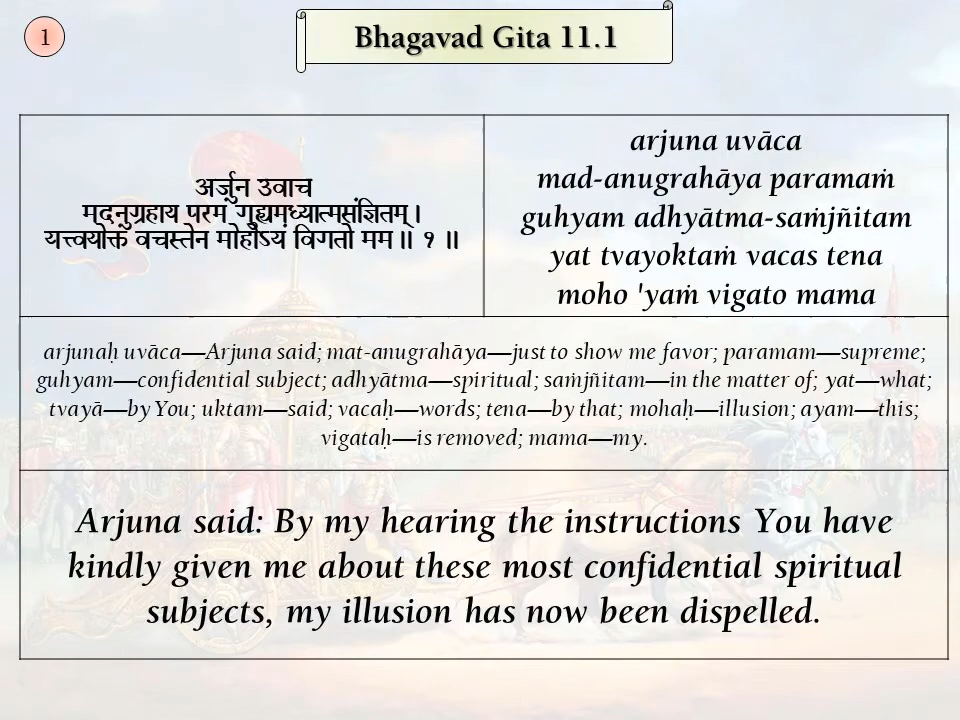 1
Bhagavad Gita 11.1
अर्जुन उवाच
मदनुग्रहाय परमं गुह्यमध्यात्मसंज्ञितम् ।
यत्त्वयोक्तं वचस्तेन मोहोऽयं विगतो मम ॥ १ ॥
arjuna uvāca
mad-anugrahāya paramaṁ
guhyam adhyātma-saṁjñitam
yat tvayoktaṁ vacas tena
moho 'yaṁ vigato mama
arjunaḥ uvāca—Arjuna said; mat-anugrahāya—just to show me favor; paramam—supreme;
guhyam—confidential subject; adhyātma—spiritual; saṁjñitam—in the matter of; yat—what;
tvayā—by You; uktam—said; vacaḥ—words; tena—by that; mohaḥ—illusion; ayam—this;
vigataḥ—is removed; mama—my.
Arjuna said: By my hearing the instructions You have
kindly given me about these most confidential spiritual
subjects, my illusion has now been dispelled.